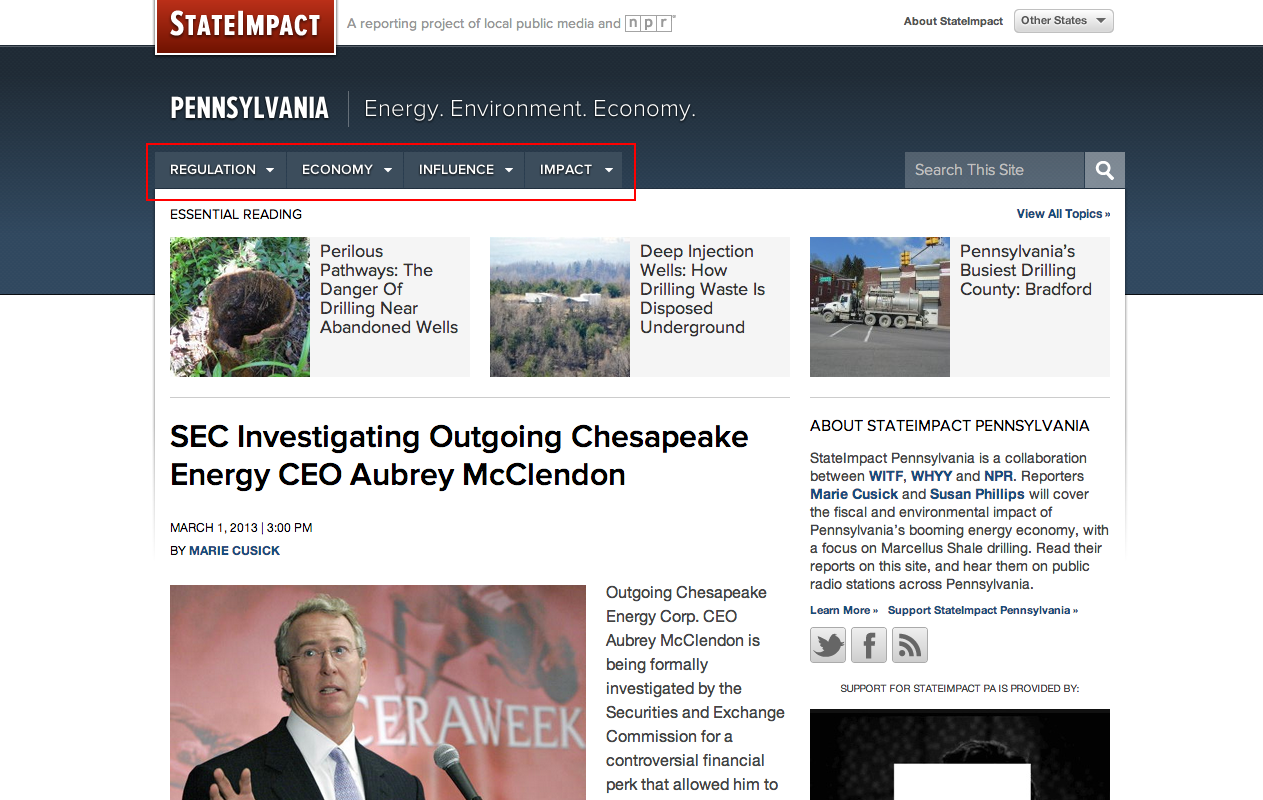 STATEIMPACT
A reporting project of local public media and npr
About StateImpact
Other States
PENNSYLVANIA
Energy. Environment. Economy.
REGULATION
ECONOMY
INFLUENCE
IMPACT
Search This Site
ESSENTIAL READING
View All Topics »
Perilous
Pathways: The
Danger Of
Drilling Near
Abandoned Wells
Deep Injection
Wells: How
Drilling Waste Is
Disposed
Underground
Pennsylvania's
Busiest Drilling
County: Bradford
SEC Investigating Outgoing Chesapeake
Energy CEO Aubrey McClendon
MARCH 1, 2013 | 3:00 PM
BY MARIE CUSICK
CERAWEEK
Outgoing Chesapeake
Energy Corp. CEO
Aubrey McClendon is
being formally
investigated by the
Securities and Exchange
Commission for a
controversial financial
perk that allowed him to
ABOUT STATEIMPACT PENNSYLVANIA
StateImpact Pennsylvania is a collaboration
between WITF, WHYY and NPR. Reporters
Marie Cusick and Susan Phillips will cover
the fiscal and environmental impact of
Pennsylvania's booming energy economy, with
a focus on Marcellus Shale drilling. Read their
reports on this site, and hear them on public
radio stations across Pennsylvania.
Learn More » Support StateImpact Pennsylvania »
SUPPORT FOR STATEIMPACT PA IS PROVIDED BY: